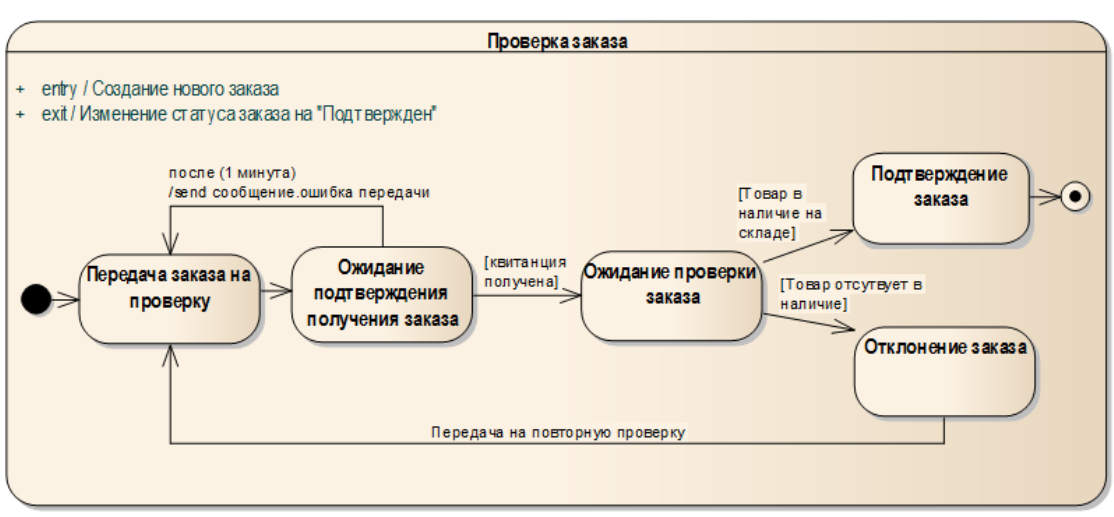 Проверка заказа
+ entry / Создание нового заказа
+ exit / Изменение статуса заказа на "Подтвержден"
после (1 минута)
/send сообщение.ошибка передачи
Передача заказа на
проверку
Ожидание
подтверждения
получения заказа
[квитанция
получена]
Ожидание проверки
заказа
[Товар в
наличие на
складе]
Подтверждение
заказа
[Товар отсутвует в
наличие]
Отклонение заказа
Передача на повторную проверку